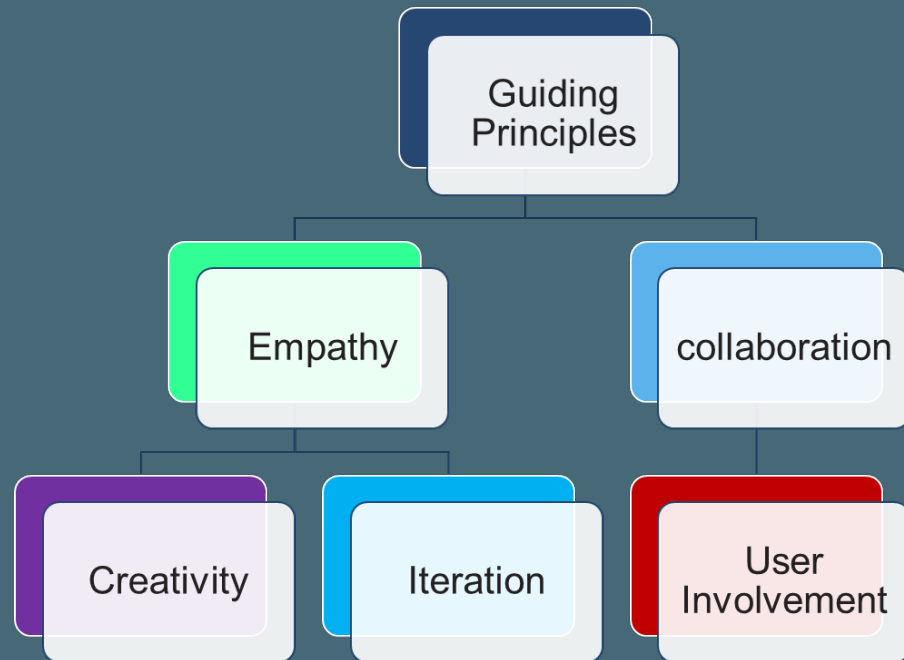 Guiding
Principles
Empathy
collaboration
Creativity
Iteration
User
Involvement